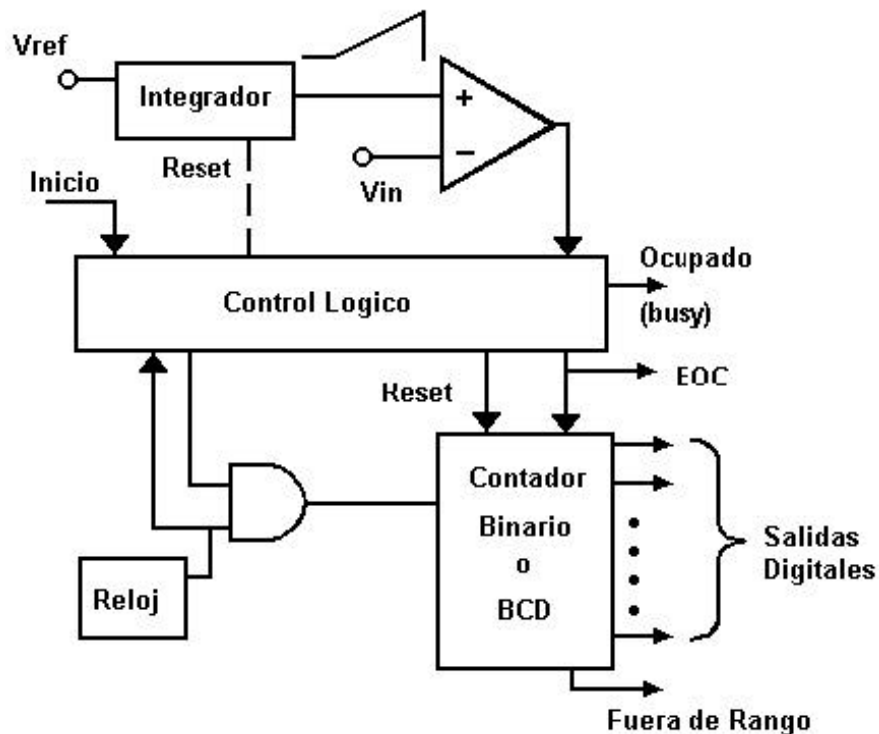 Vref
Integrador
+
−
Reset
Vin
Inicio
Control Logico
Ocupado
(busy)
EOC
Reset
Contador
Binario
o
BCD
Salidas
Digitales
Reloj
Fuera de Rango